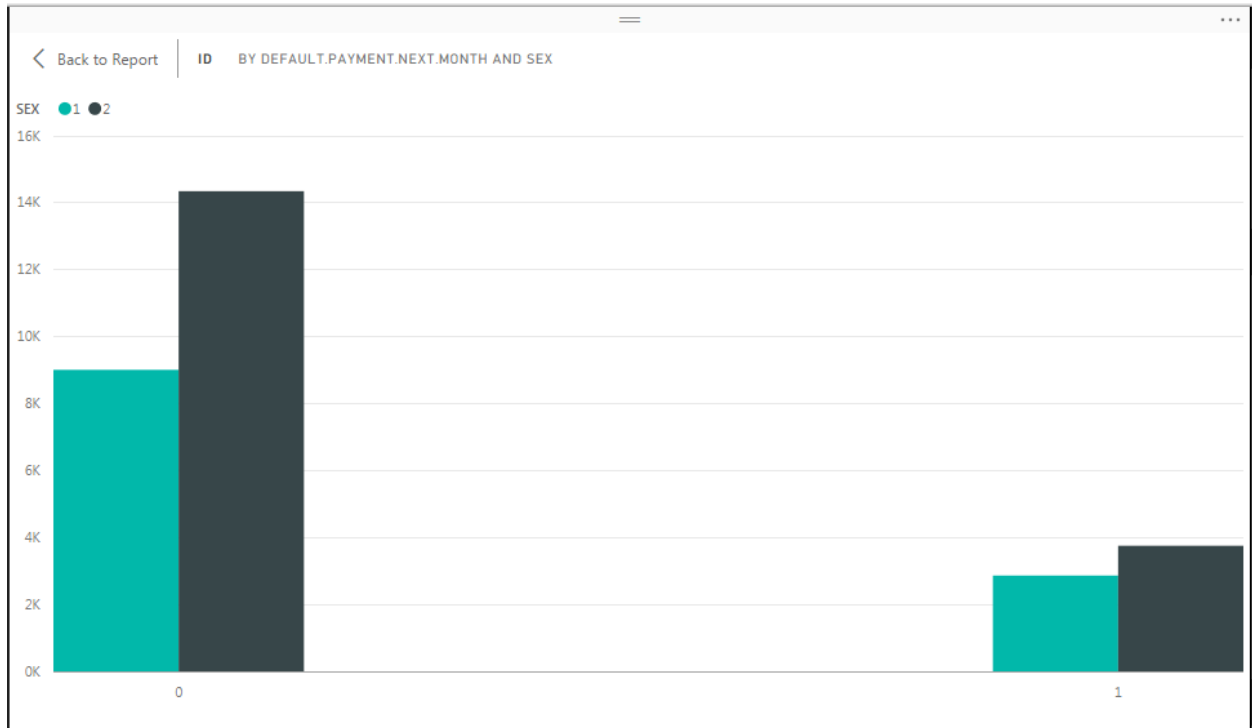 Back to Report ID BY DEFAULT.PAYMENT.NEXT.MONTH AND SEX
SEX 1 2
16K
14K
12K
10K
8K
6K
4K
2K
0K
0 1